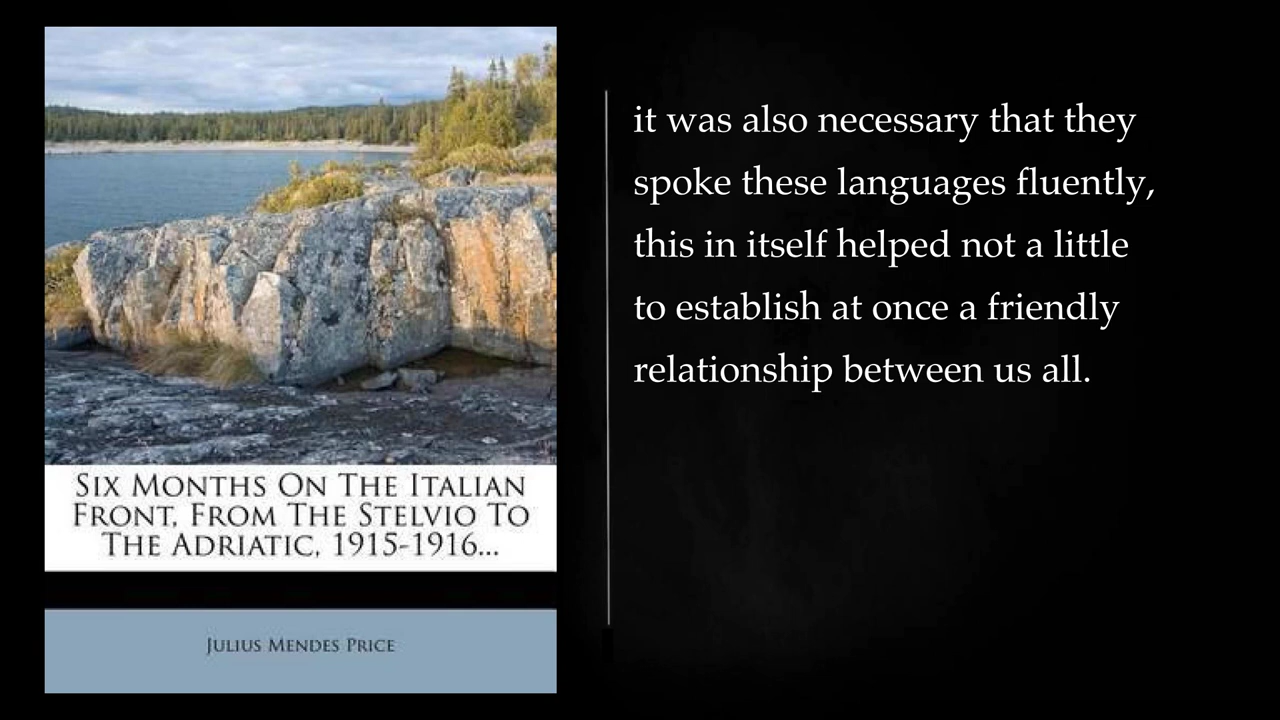 it was also necessary that they
spoke these languages fluently,
this in itself helped not a little
to establish at once a friendly
relationship between us all.
Six Months On The Italian
Front, From The Stelvio To
The Adriatic, 1915-1916...
Julius Mendes Price